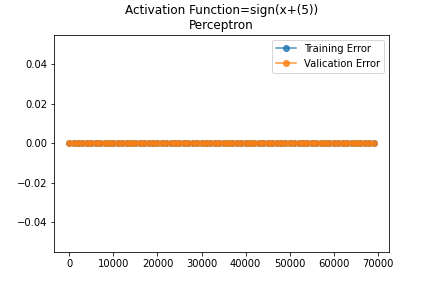 Activation Function=sign(x+(5))
Perceptron
Training Error
Valication Error
0.04
0.02
0.00
−0.02
−0.04
0 10000 20000 30000 40000 50000 60000 70000